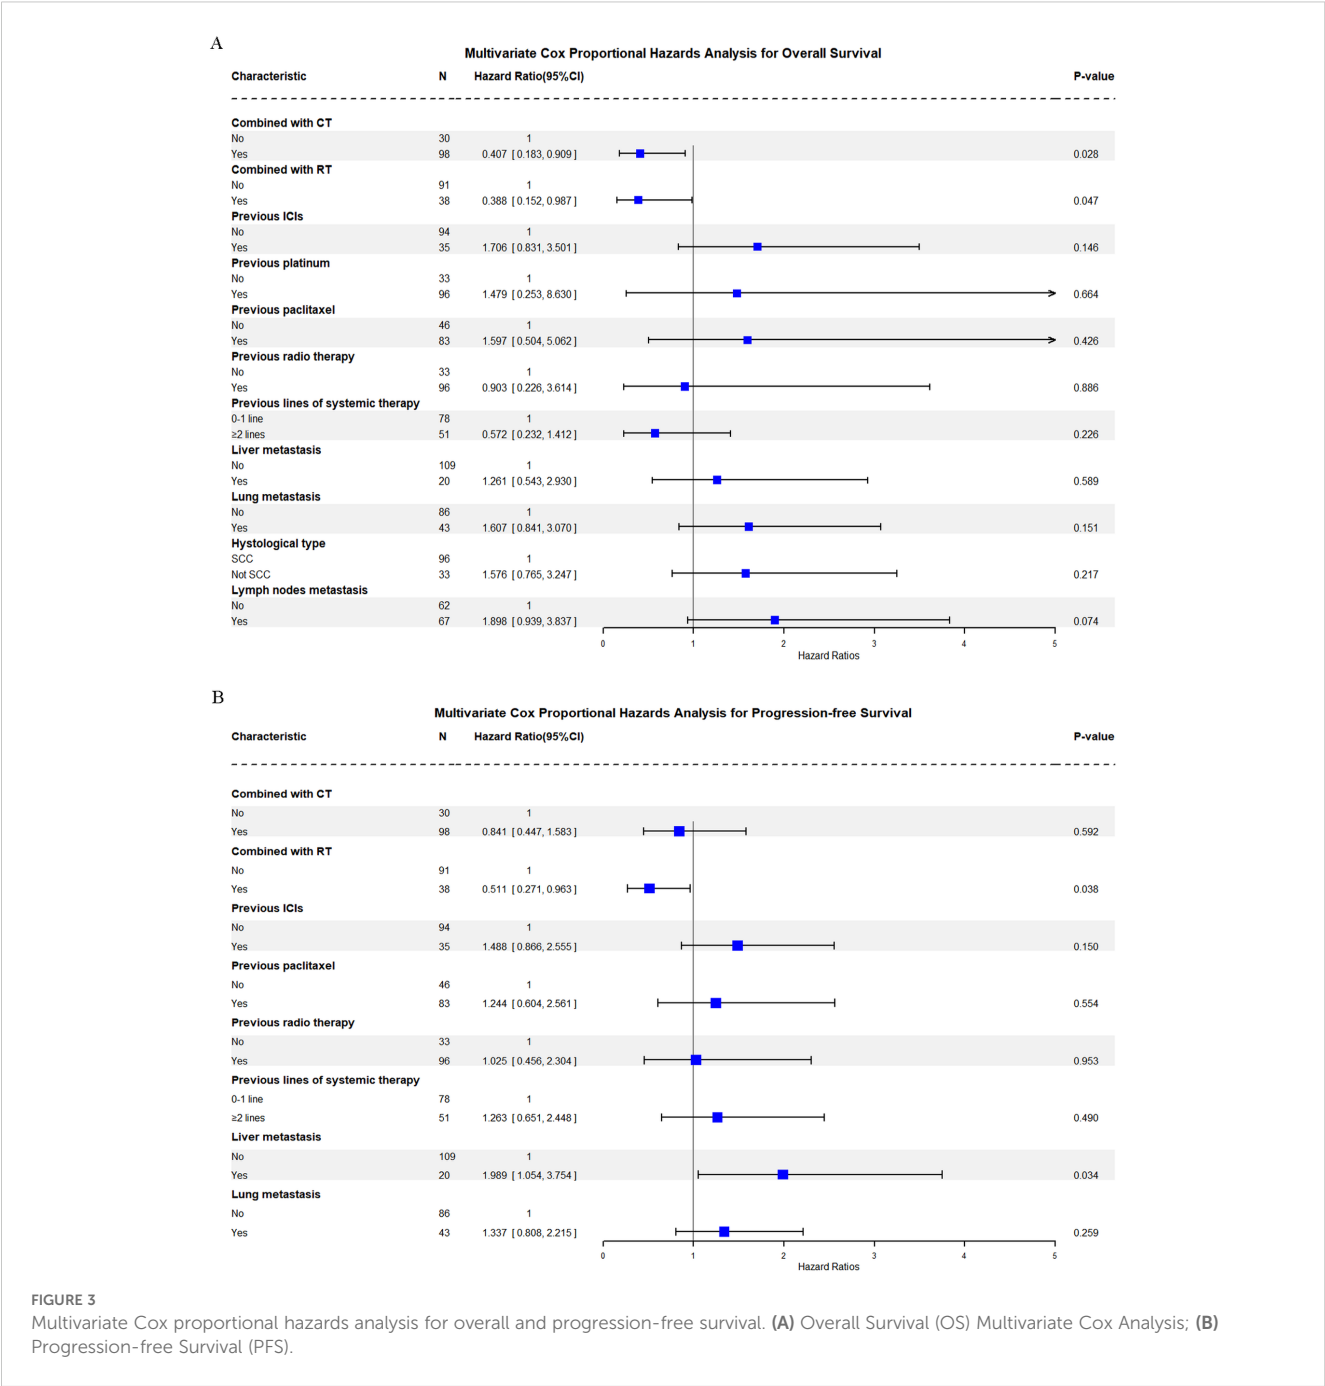 A
Multivariate Cox Proportional Hazards Analysis for Overall Survival
Characteristic N Hazard Ratio(95%CI) P-value
Combined with CT
No 30 1
Yes 98 0.407 [ 0.183, 0.909 ] 0.028
Combined with RT
No 91 1
Yes 38 0.388 [ 0.152, 0.987 ] 0.047
Previous ICIs
No 94 1
Yes 35 1.706 [ 0.831, 3.501 ] 0.146
Previous platinum
No 33 1
Yes 96 1.479 [ 0.253, 8.630 ] 0.664
Previous paclitaxel
No 46 1
Yes 83 1.597 [ 0.504, 5.062 ] 0.426
Previous radio therapy
No 33 1
Yes 96 0.903 [ 0.226, 3.614 ] 0.886
Previous lines of systemic therapy
0-1 line 78 1
≥2 lines 51 0.572 [ 0.232, 1.412 ] 0.226
Liver metastasis
No 109 1
Yes 20 1.261 [ 0.543, 2.930 ] 0.589
Lung metastasis
No 86 1
Yes 43 1.607 [ 0.841, 3.070 ] 0.151
Hystological type
SCC 96 1
Not SCC 33 1.576 [ 0.765, 3.247 ] 0.217
Lymph nodes metastasis
No 62 1
Yes 67 1.898 [ 0.939, 3.837 ] 0.074
0 1 2 3 4 5
Hazard Ratios
B
Multivariate Cox Proportional Hazards Analysis for Progression-free Survival
Characteristic N Hazard Ratio(95%CI) P-value
Combined with CT
No 30 1
Yes 98 0.841 [ 0.447, 1.583 ] 0.592
Combined with RT
No 91 1
Yes 38 0.511 [ 0.271, 0.963 ] 0.038
Previous ICIs
No 94 1
Yes 35 1.488 [ 0.866, 2.555 ] 0.150
Previous paclitaxel
No 46 1
Yes 83 1.244 [ 0.604, 2.561 ] 0.554
Previous radio therapy
No 33 1
Yes 96 1.025 [ 0.456, 2.304 ] 0.953
Previous lines of systemic therapy
0-1 line 78 1
≥2 lines 51 1.263 [ 0.651, 2.448 ] 0.490
Liver metastasis
No 109 1
Yes 20 1.989 [ 1.054, 3.754 ] 0.034
Lung metastasis
No 86 1
Yes 43 1.337 [ 0.808, 2.215 ] 0.259
0 1 2 3 4 5
Hazard Ratios
FIGURE 3
Multivariate Cox proportional hazards analysis for overall and progression-free survival. (A) Overall Survival (OS) Multivariate Cox Analysis; (B)
Progression-free Survival (PFS).